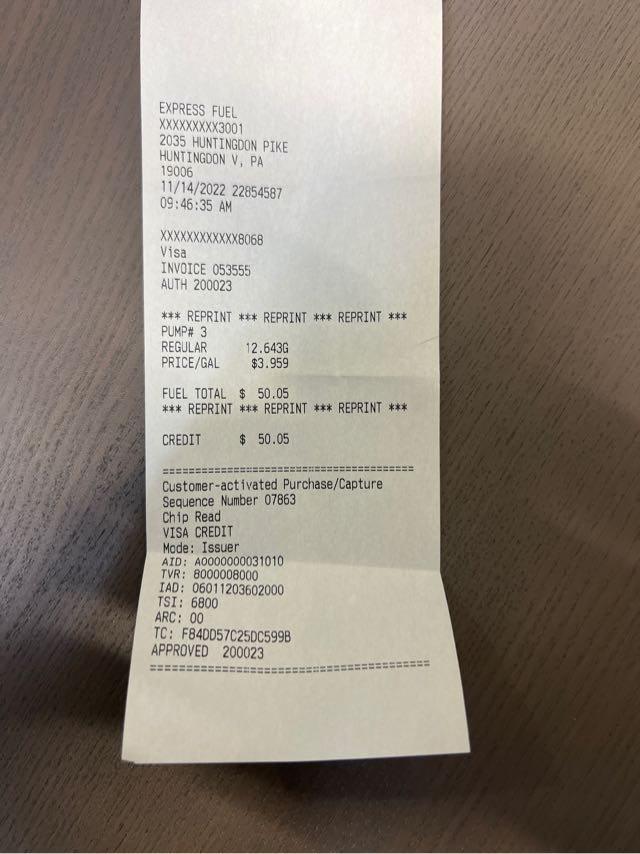 EXPRESS FUEL
XXXXXXXXX3001
2035 HUNTINGDON PIKE
HUNTINGDON V, PA
19006
11/14/2022 22854587
09:46:35 AM
XXXXXXXXXXXX8068
Visa
INVOICE 053555
AUTH 200023
*** REPRINT *** REPRINT *** REPRINT ***
PUMP# 3
REGULAR 12.643G
PRICE/GAL $3.959
FUEL TOTAL $ 50.05
*** REPRINT *** REPRINT *** REPRINT ***
CREDIT $ 50.05
=======================================
Customer-activated Purchase/Capture
Sequence Number 07863
Chip Read
VISA CREDIT
Mode: Issuer
AID: A0000000031010
TVR: 8000008000
IAD: 06011203602000
TSI: 6800
ARC: 00
TC: F84DD57C25DC599B
APPROVED 200023
=======================================